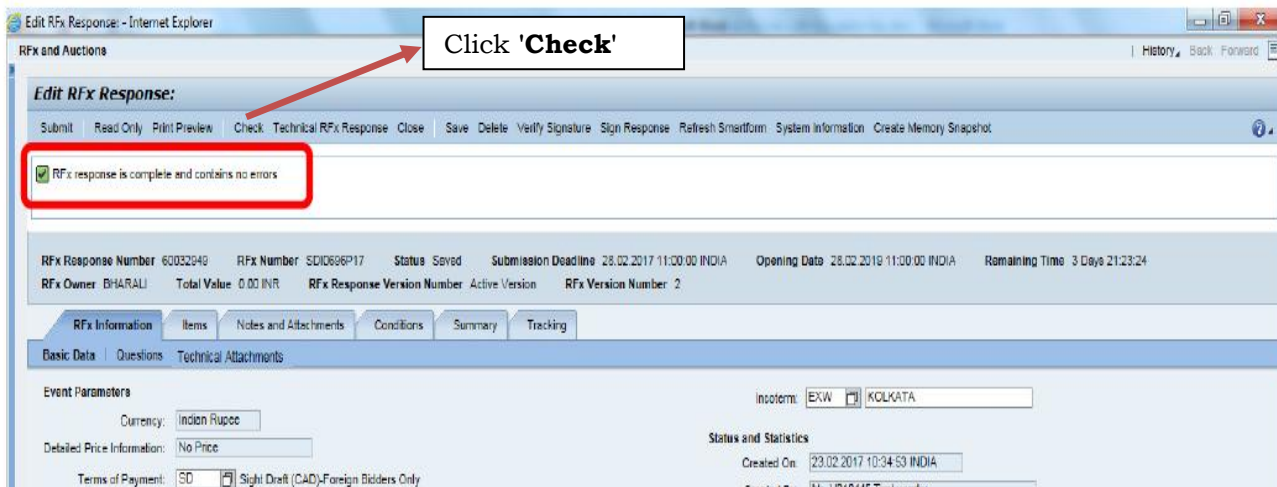 Edit RFx Response: - Internet Explorer
Click 'Check'
RFx and Auctions
History Back Forward
Edit RFx Response:
Submit Read Only Print Preview Check Technical RFx Response Close Save Delete Verify Signature Sign Response Refresh Smartform System Information Create Memory Snapshot
RFx response is complete and contains no errors
RFx Response Number 60032949 RFx Number SDI0696P17 Status Saved Submission Deadline 28.02.2017 11:00:00 INDIA Opening Date 28.02.2019 11:00:00 INDIA Remaining Time 3 Days 21:23:24
RFx Owner BHARALI Total Value 0.00 INR RFx Response Version Number Active Version RFx Version Number 2
RFx Information Items Notes and Attachments Conditions Summary Tracking
Basic Data Questions Technical Attachments
Event Parameters
Incoterm: EXW KOLKATA
Currency: Indian Rupee
Status and Statistics
Detailed Price Information: No Price
Created On: 23.02.2017 10:34:53 INDIA
Terms of Payment: SD Sight Draft (CAD)-Foreign Bidders Only